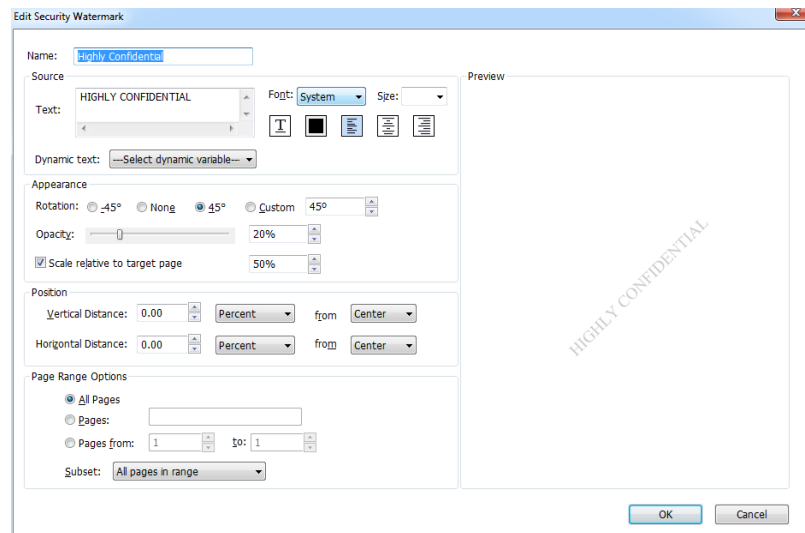 Edit Security Watermark
Name: Highly Confidential
Source
Text: HIGHLY CONFIDENTIAL
Font: System Size:
T
Dynamic text: ---Select dynamic variable---
Appearance
Rotation: -45° None 45° Custom 45°
Opacity: 20%
Scale relative to target page 50%
Position
Vertical Distance: 0.00 Percent from Center
Horizontal Distance: 0.00 Percent from Center
Page Range Options
All Pages
Pages:
Pages from: 1 to: 1
Subset: All pages in range
Preview
HIGHLY CONFIDENTIAL
OK Cancel